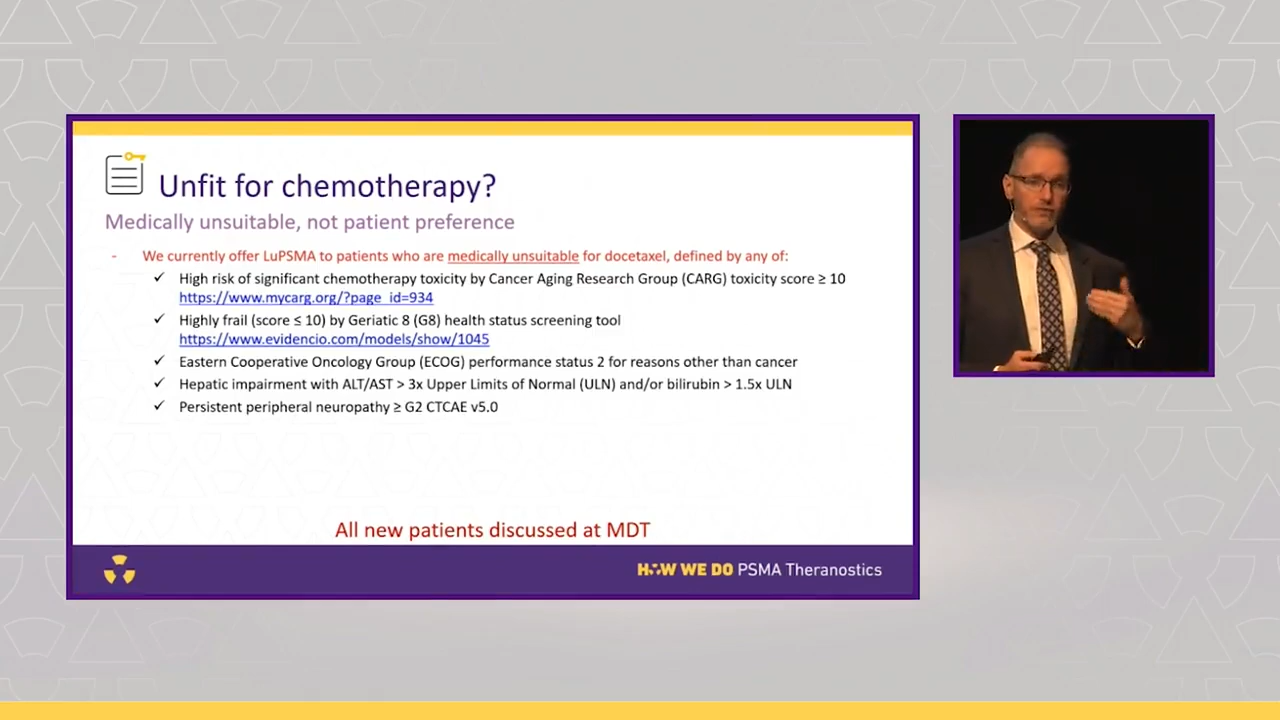 Unfit for chemotherapy?
Medically unsuitable, not patient preference
- We currently offer LuPSMA to patients who are medically unsuitable for docetaxel, defined by any of:
✓ High risk of significant chemotherapy toxicity by Cancer Aging Research Group (CARG) toxicity score ≥ 10
https://www.mycarg.org/?page_id=934
✓ Highly frail (score ≤ 10) by Geriatic 8 (G8) health status screening tool
https://www.evidencio.com/models/show/1045
✓ Eastern Cooperative Oncology Group (ECOG) performance status 2 for reasons other than cancer
✓ Hepatic impairment with ALT/AST > 3x Upper Limits of Normal (ULN) and/or bilirubin > 1.5x ULN
✓ Persistent peripheral neuropathy ≥ G2 CTCAE v5.0
All new patients discussed at MDT
HOW WE DO PSMA Theranostics